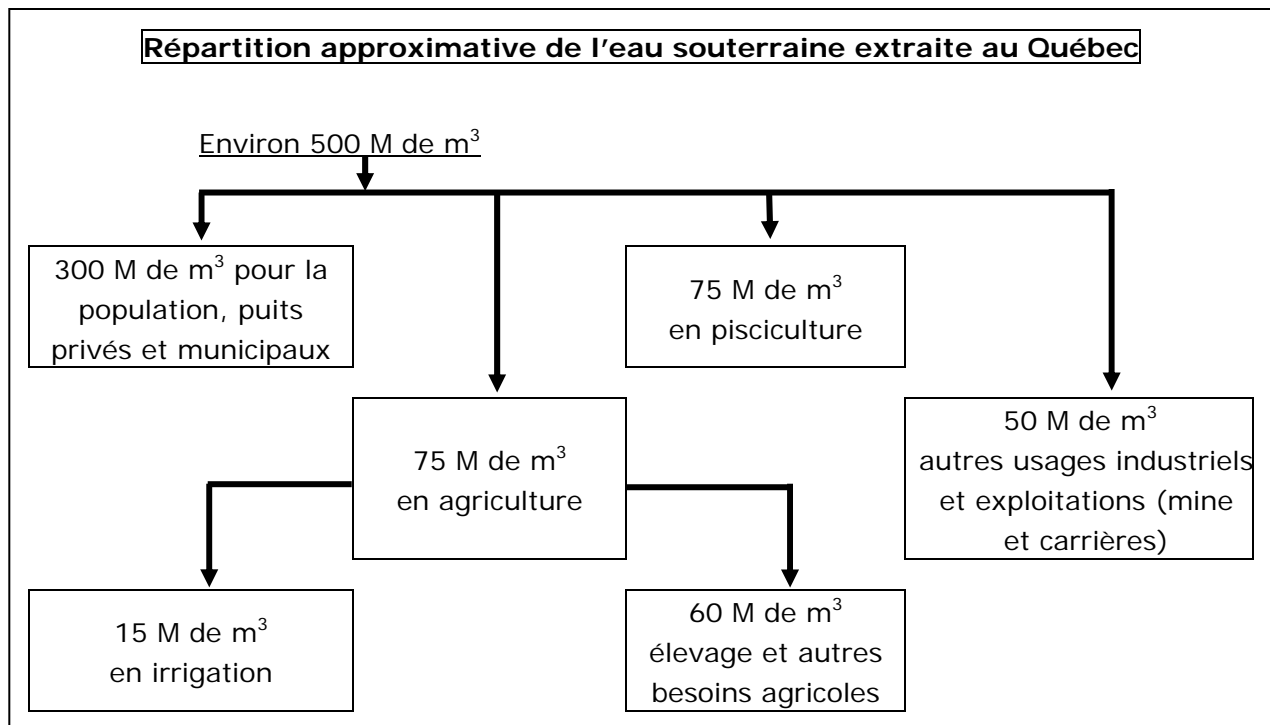 Répartition approximative de l'eau souterraine extraite au Québec
Environ 500 M de m³
300 M de m³ pour la
population, puits
privés et municipaux
75 M de m³
en pisciculture
75 M de m³
en agriculture
50 M de m³
autres usages industriels
et exploitations (mine
et carrières)
15 M de m³
en irrigation
60 M de m³
élevage et autres
besoins agricoles